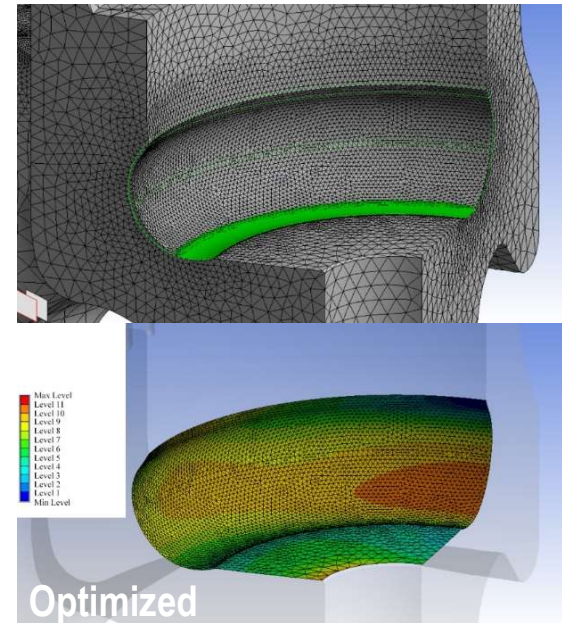 Max Level
Level 11
Level 10
Level 9
Level 8
Level 7
Level 6
Level 5
Level 4
Level 3
Level 2
Level 1
Min Level
Optimized